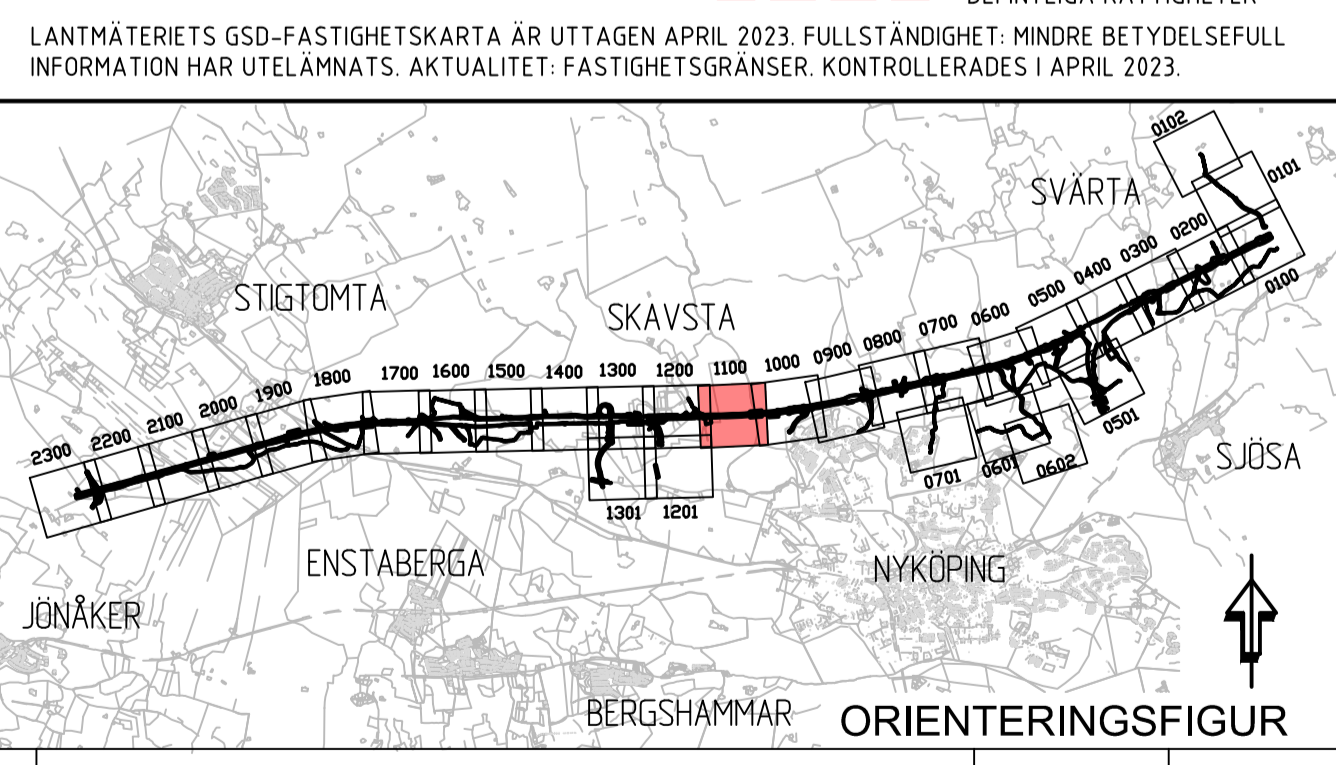 BEFINTLIGA RÄTTIGHETER
LANTMÄTERIETS GSD-FASTIGHETSKARTA ÄR UTTAGEN APRIL 2023. FULLSTÄNDIGHET: MINDRE BETYDELSEFULL
INFORMATION HAR UTELÄMNATS. AKTUALITET: FASTIGHETSGRÄNSER. KONTROLLERADES I APRIL 2023.
0102
0101
SVÄRTA
0200
0300
0400
0500
0100
STIGTOMTA
SKAVSTA
0600
0700
0800
0900
1000
1100
1200
1300
1400
1500
1600
1700
1800
1900
2000
2100
2200
2300
0501
SJÖSA
0701
0601
0602
1301
1201
ENSTABERGA
NYKÖPING
JÖNÅKER
BERGSHAMMAR
ORIENTERINGSFIGUR